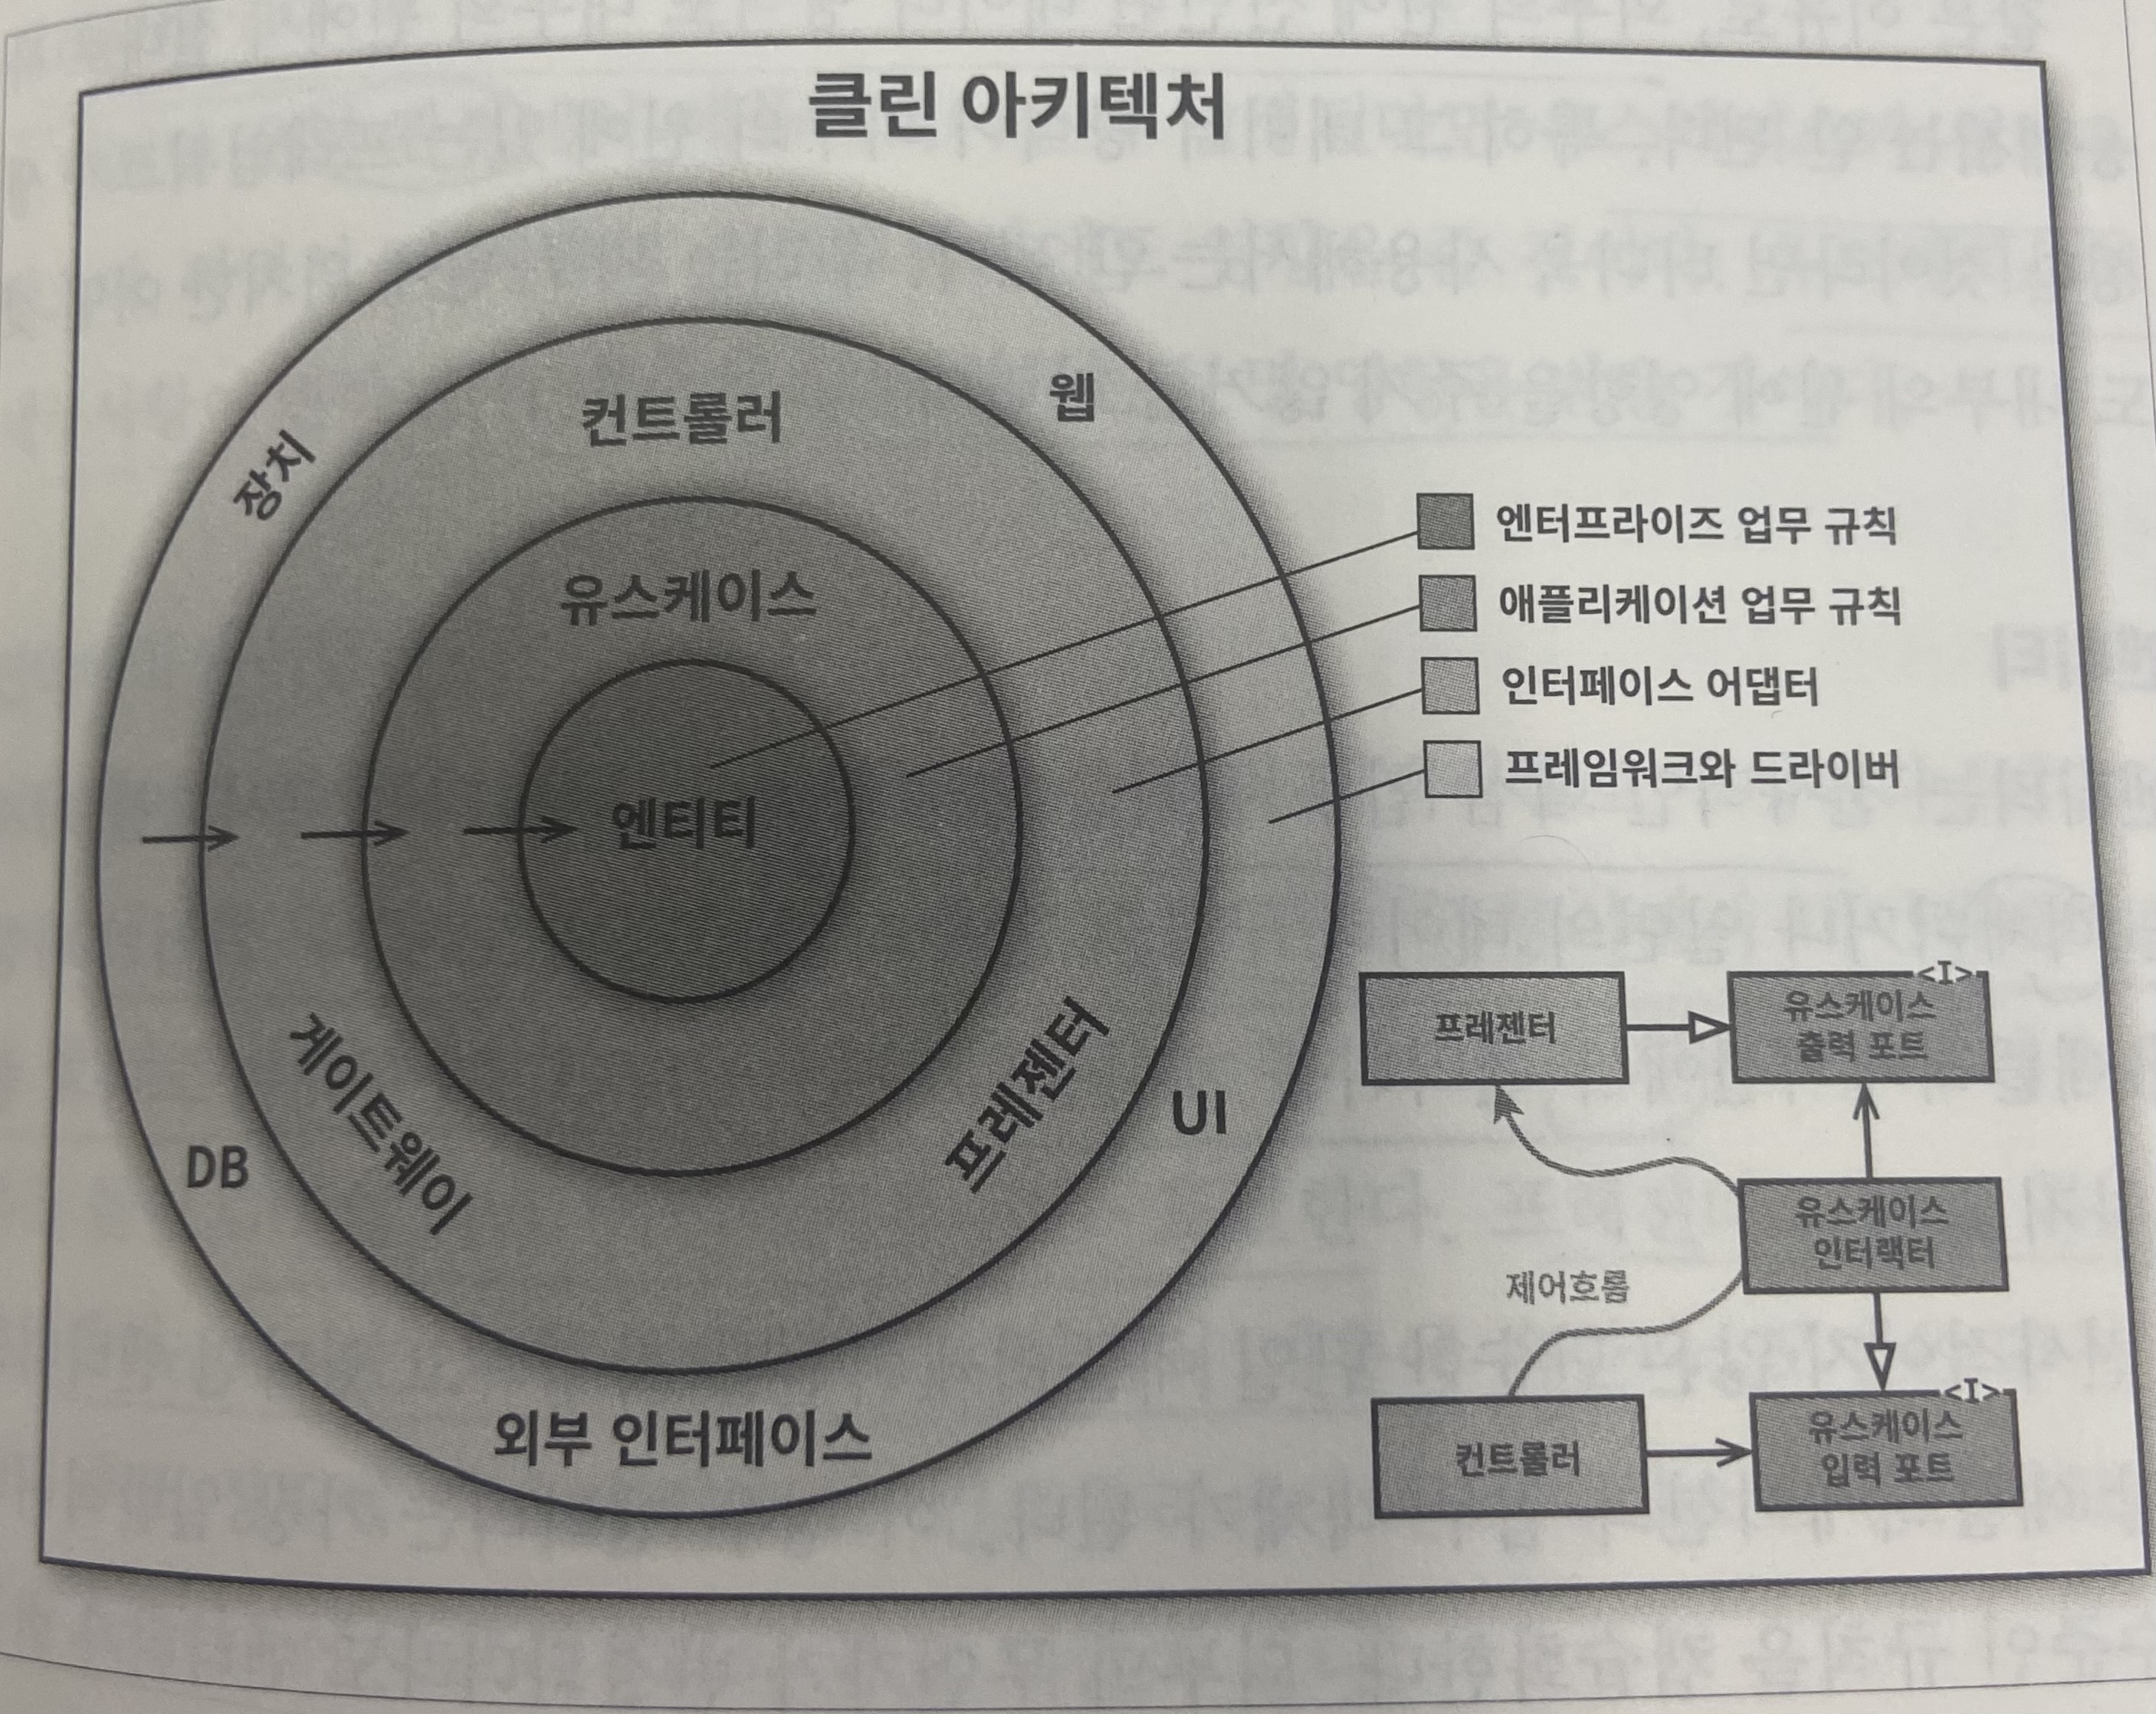 클린 아키텍처
장치
웹
컨트롤러
유스케이스
엔티티
게이트웨이
프레젠터
DB
UI
외부 인터페이스
엔터프라이즈 업무 규칙
애플리케이션 업무 규칙
인터페이스 어댑터
프레임워크와 드라이버
프레젠터
<I>
유스케이스
출력 포트
유스케이스
인터랙터
제어흐름
컨트롤러
<I>
유스케이스
입력 포트